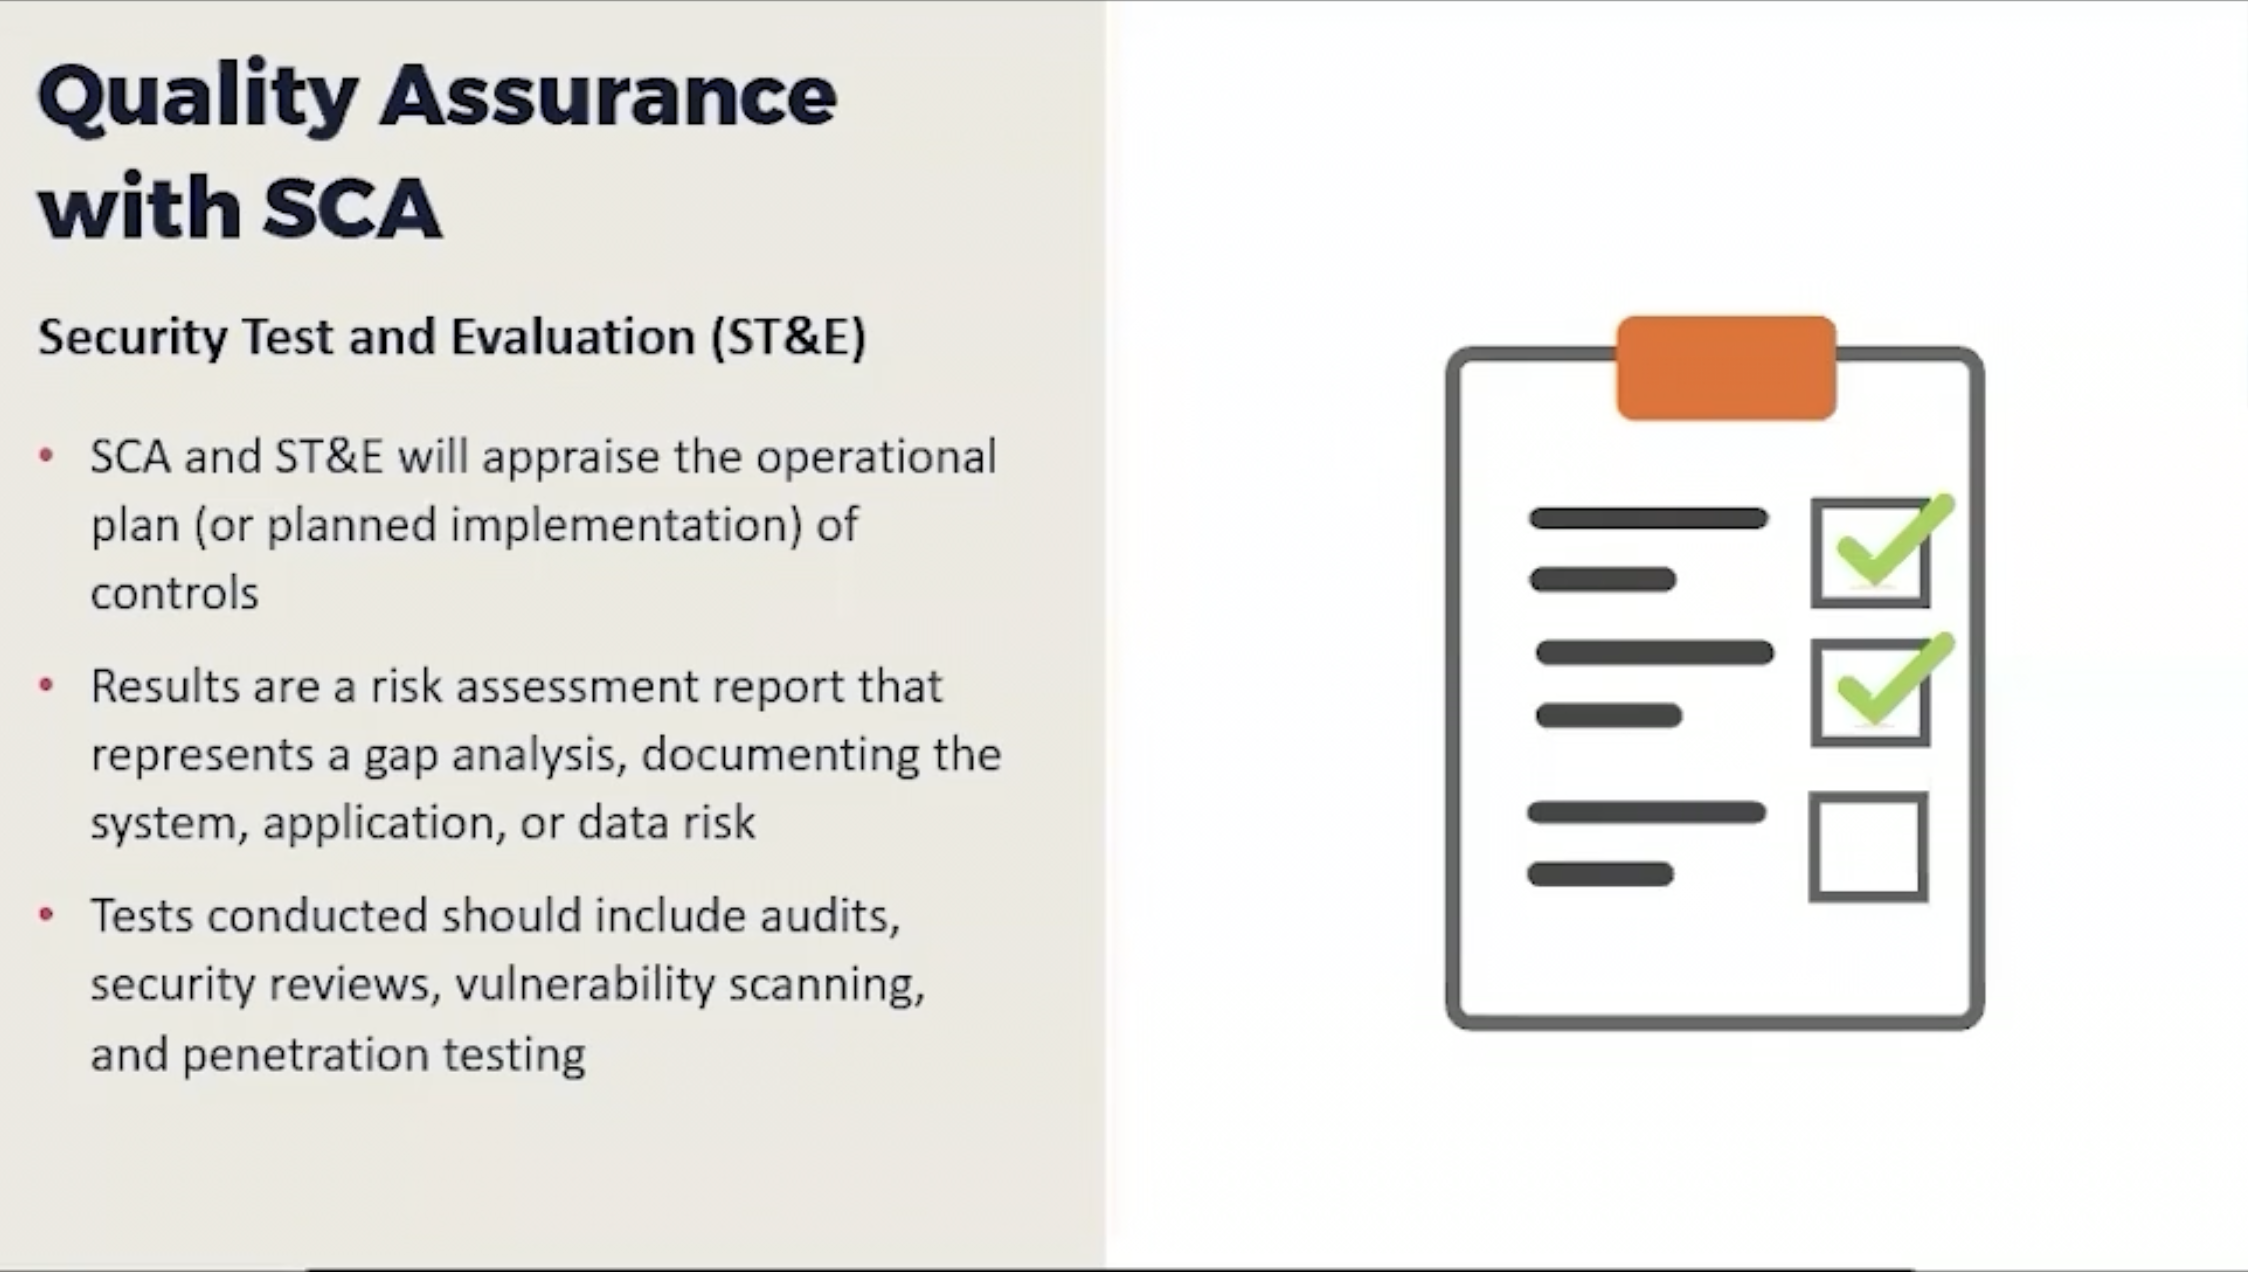 Quality Assurance
with SCA
Security Test and Evaluation (ST&E)
• SCA and ST&E will appraise the operational
plan (or planned implementation) of
controls
• Results are a risk assessment report that
represents a gap analysis, documenting the
system, application, or data risk
• Tests conducted should include audits,
security reviews, vulnerability scanning,
and penetration testing